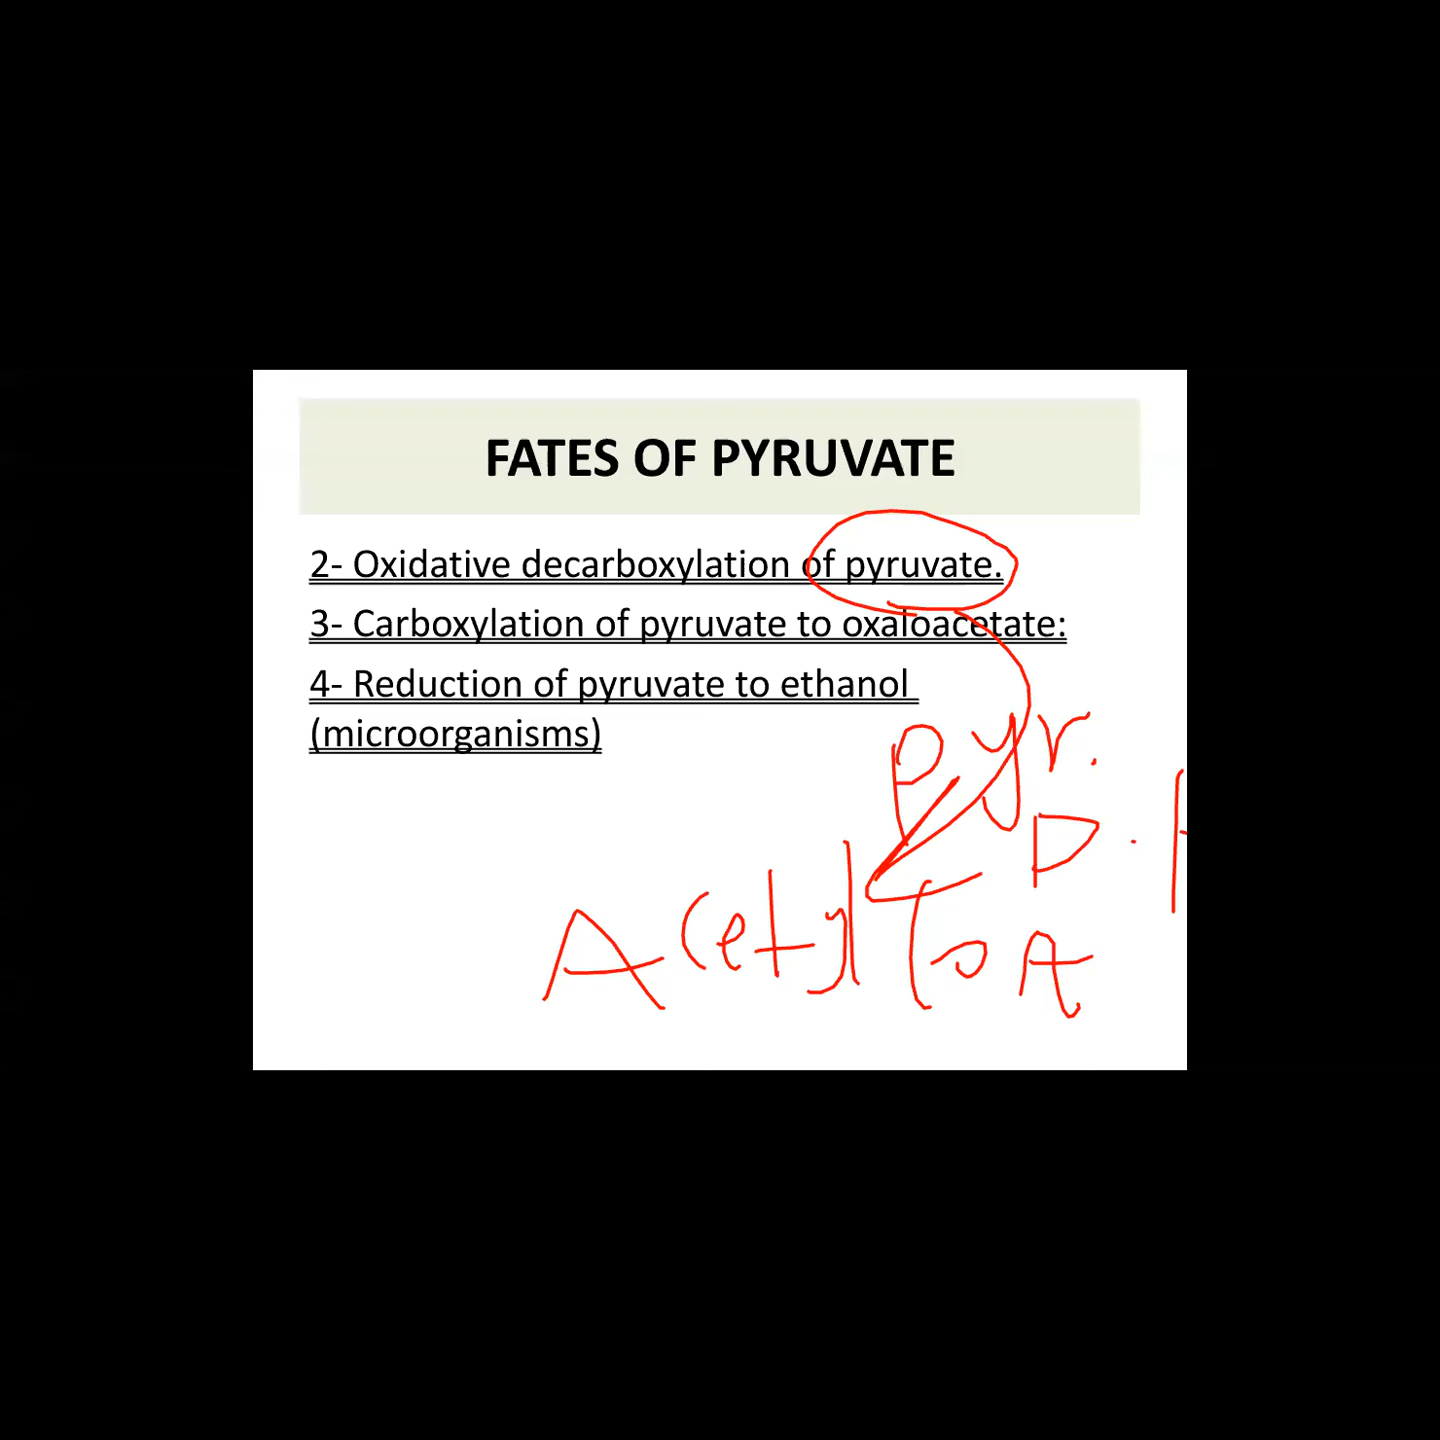 FATES OF PYRUVATE
2- Oxidative decarboxylation of pyruvate.
3- Carboxylation of pyruvate to oxaloacetate:
4- Reduction of pyruvate to ethanol
(microorganisms)
Pyr.
D.
Acetyl CoA